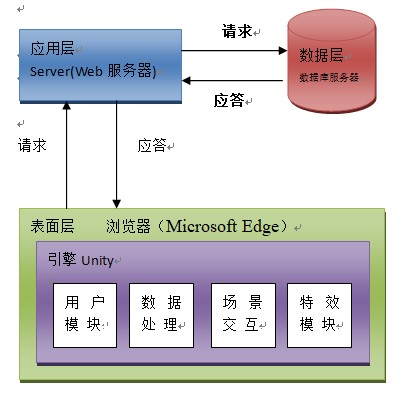 应用层
Server(Web 服务器)
请求
应答
数据层
数据库服务器
请求
应答
表面层 浏览器（Microsoft Edge）
引擎 Unity
用 户
模 块
数 据
处 理
场 景
交 互
特 效
模 块